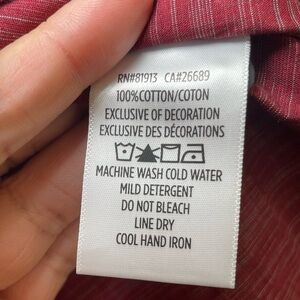 RN#81913 CA#26689
100%COTTON/COTON
EXCLUSIVE OF DECORATION
EXCLUSIVE DES DÉCORATIONS
MACHINE WASH COLD WATER
MILD DETERGENT
DO NOT BLEACH
LINE DRY
COOL HAND IRON